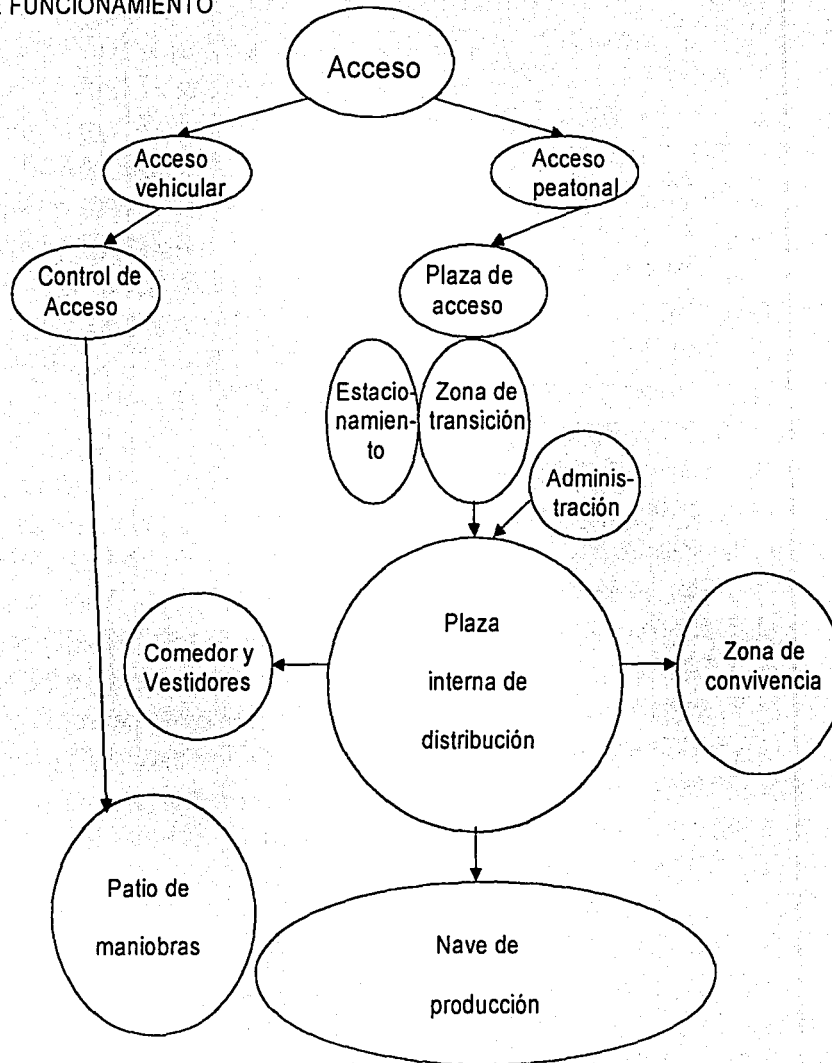 FUNCIONAMIENTO
Acceso
Acceso
vehicular
Acceso
peatonal
Control de
Acceso
Plaza de
acceso
Estacio-
namien-
to
Zona de
transición
Adminis-
tración
Plaza
interna de
distribución
Comedor y
Vestidores
Zona de
convivencia
Patio de
maniobras
Nave de
producción